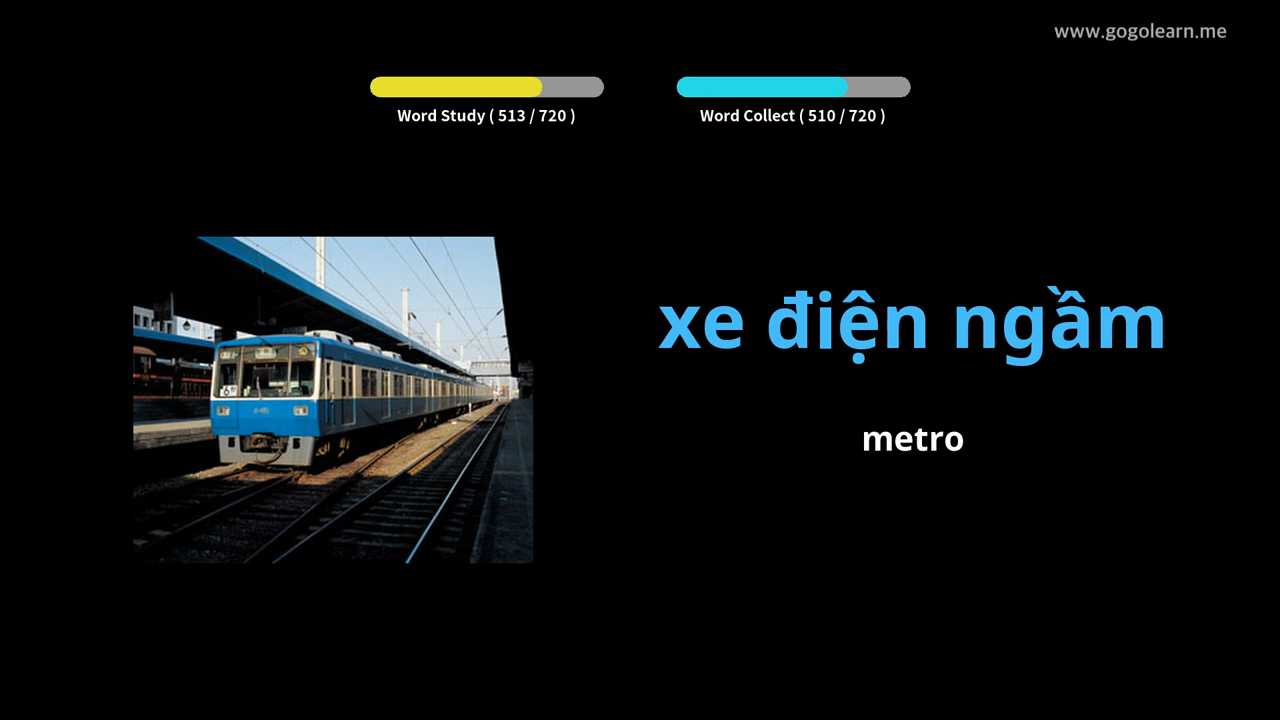 www.gogolearn.me
Word Study ( 513 / 720 )
Word Collect ( 510 / 720 )
xe điện ngầm
metro